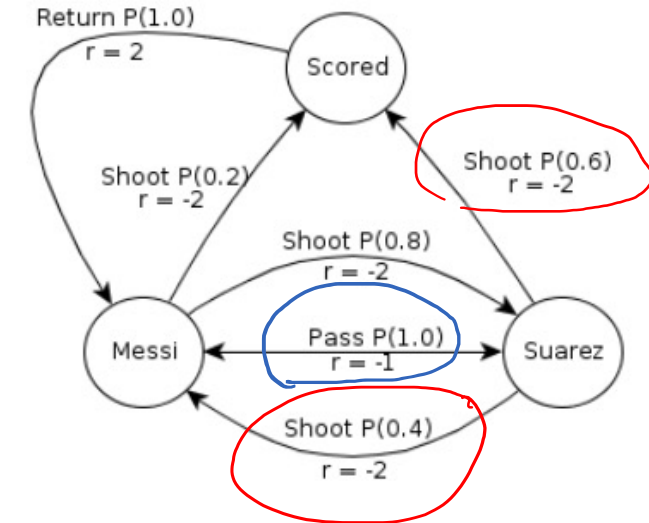 Return P(1.0)
r = 2
Scored
Shoot P(0.6)
r = -2
Shoot P(0.2)
r = -2
Shoot P(0.8)
r = -2
Messi
Pass P(1.0)
r = -1
Suarez
Shoot P(0.4)
r = -2